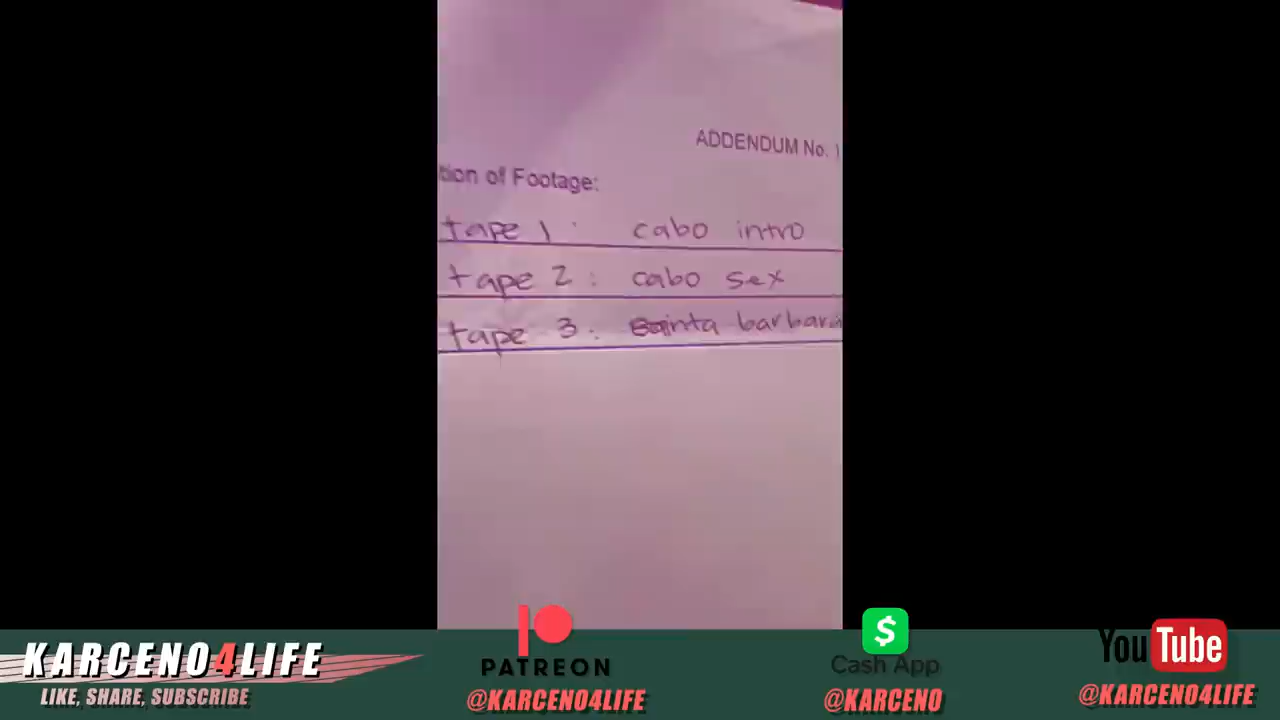 ADDENDUM No. 1
tion of Footage:
tape 1: cabo intro
tape 2: cabo sex
tape 3: barbara
KARCENO4LIFE
LIKE, SHARE, SUBSCRIBE
PATREON
@KARCENO4LIFE
$
Cash App
@KARCENO
YouTube
@KARCENO4LIFE